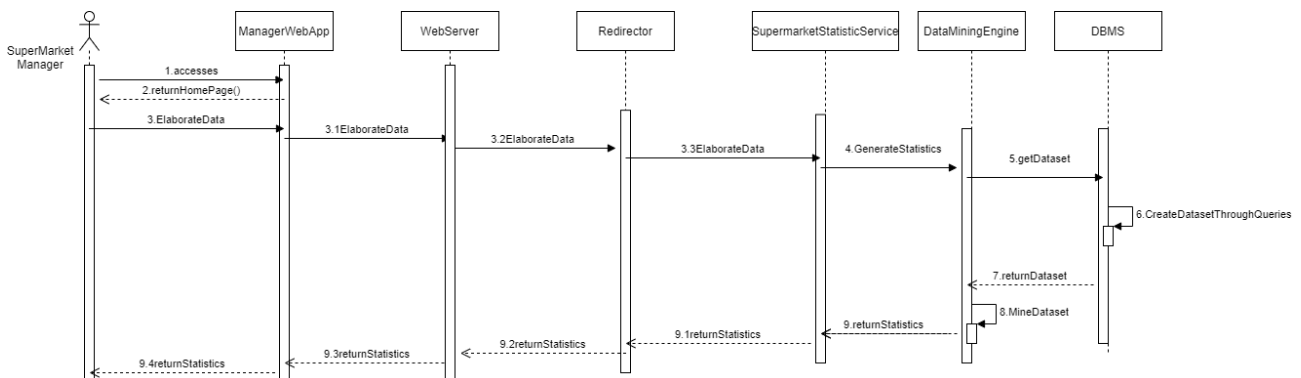 ManagerWebApp
WebServer
Redirector
SupermarketStatisticService
DataMiningEngine
DBMS
SuperMarket
Manager
1.accesses
2.returnHomePage()
3.ElaborateData
3.1ElaborateData
3.2ElaborateData
3.3ElaborateData
4.GenerateStatistics
5.getDataset
6.CreateDatasetThroughQueries
7.returnDataset
8.MineDataset
9.returnStatistics
9.1returnStatistics
9.2returnStatistics
9.3returnStatistics
9.4returnStatistics